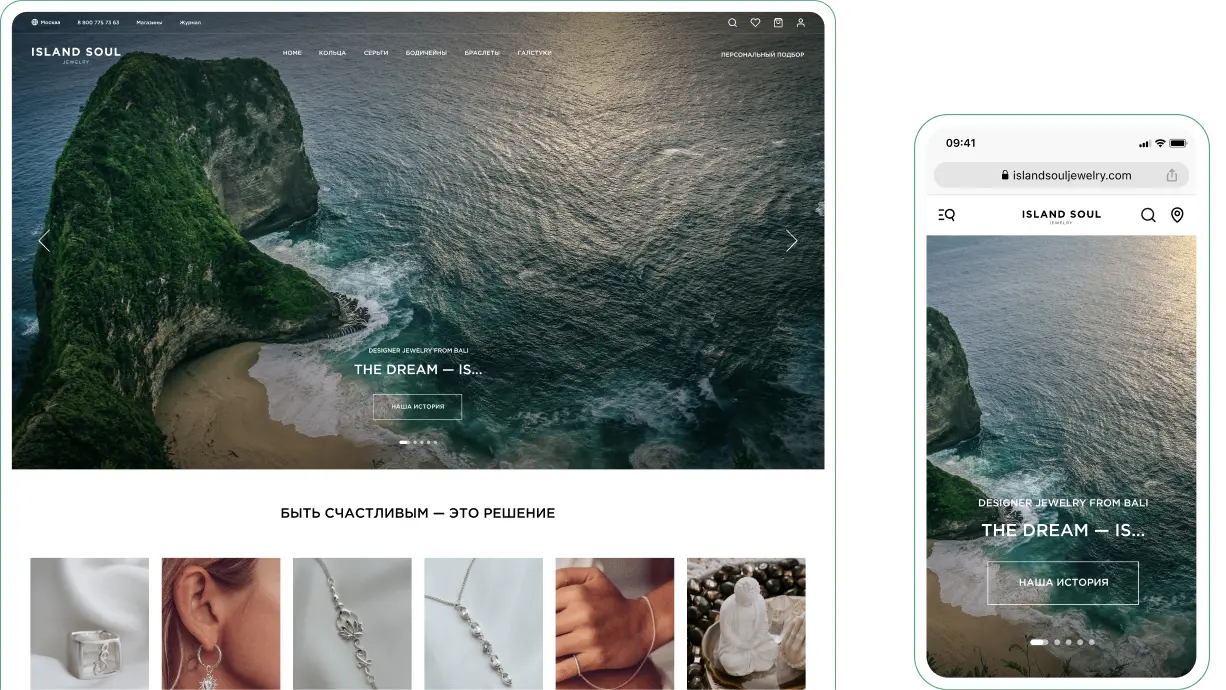 Москва 8 800 775 73 63 Магазины Журнал
ISLAND SOUL
JEWELRY
HOME КОЛЬЦА СЕРЬГИ БОДИЧЕЙНЫ БРАСЛЕТЫ ГАЛСТУКИ
ПЕРСОНАЛЬНЫЙ ПОДБОР
DESIGNER JEWELRY FROM BALI
THE DREAM — IS...
НАША ИСТОРИЯ
БЫТЬ СЧАСТЛИВЫМ — ЭТО РЕШЕНИЕ
09:41
islandsouljewelry.com
ISLAND SOUL
JEWELRY
DESIGNER JEWELRY FROM BALI
THE DREAM — IS...
НАША ИСТОРИЯ